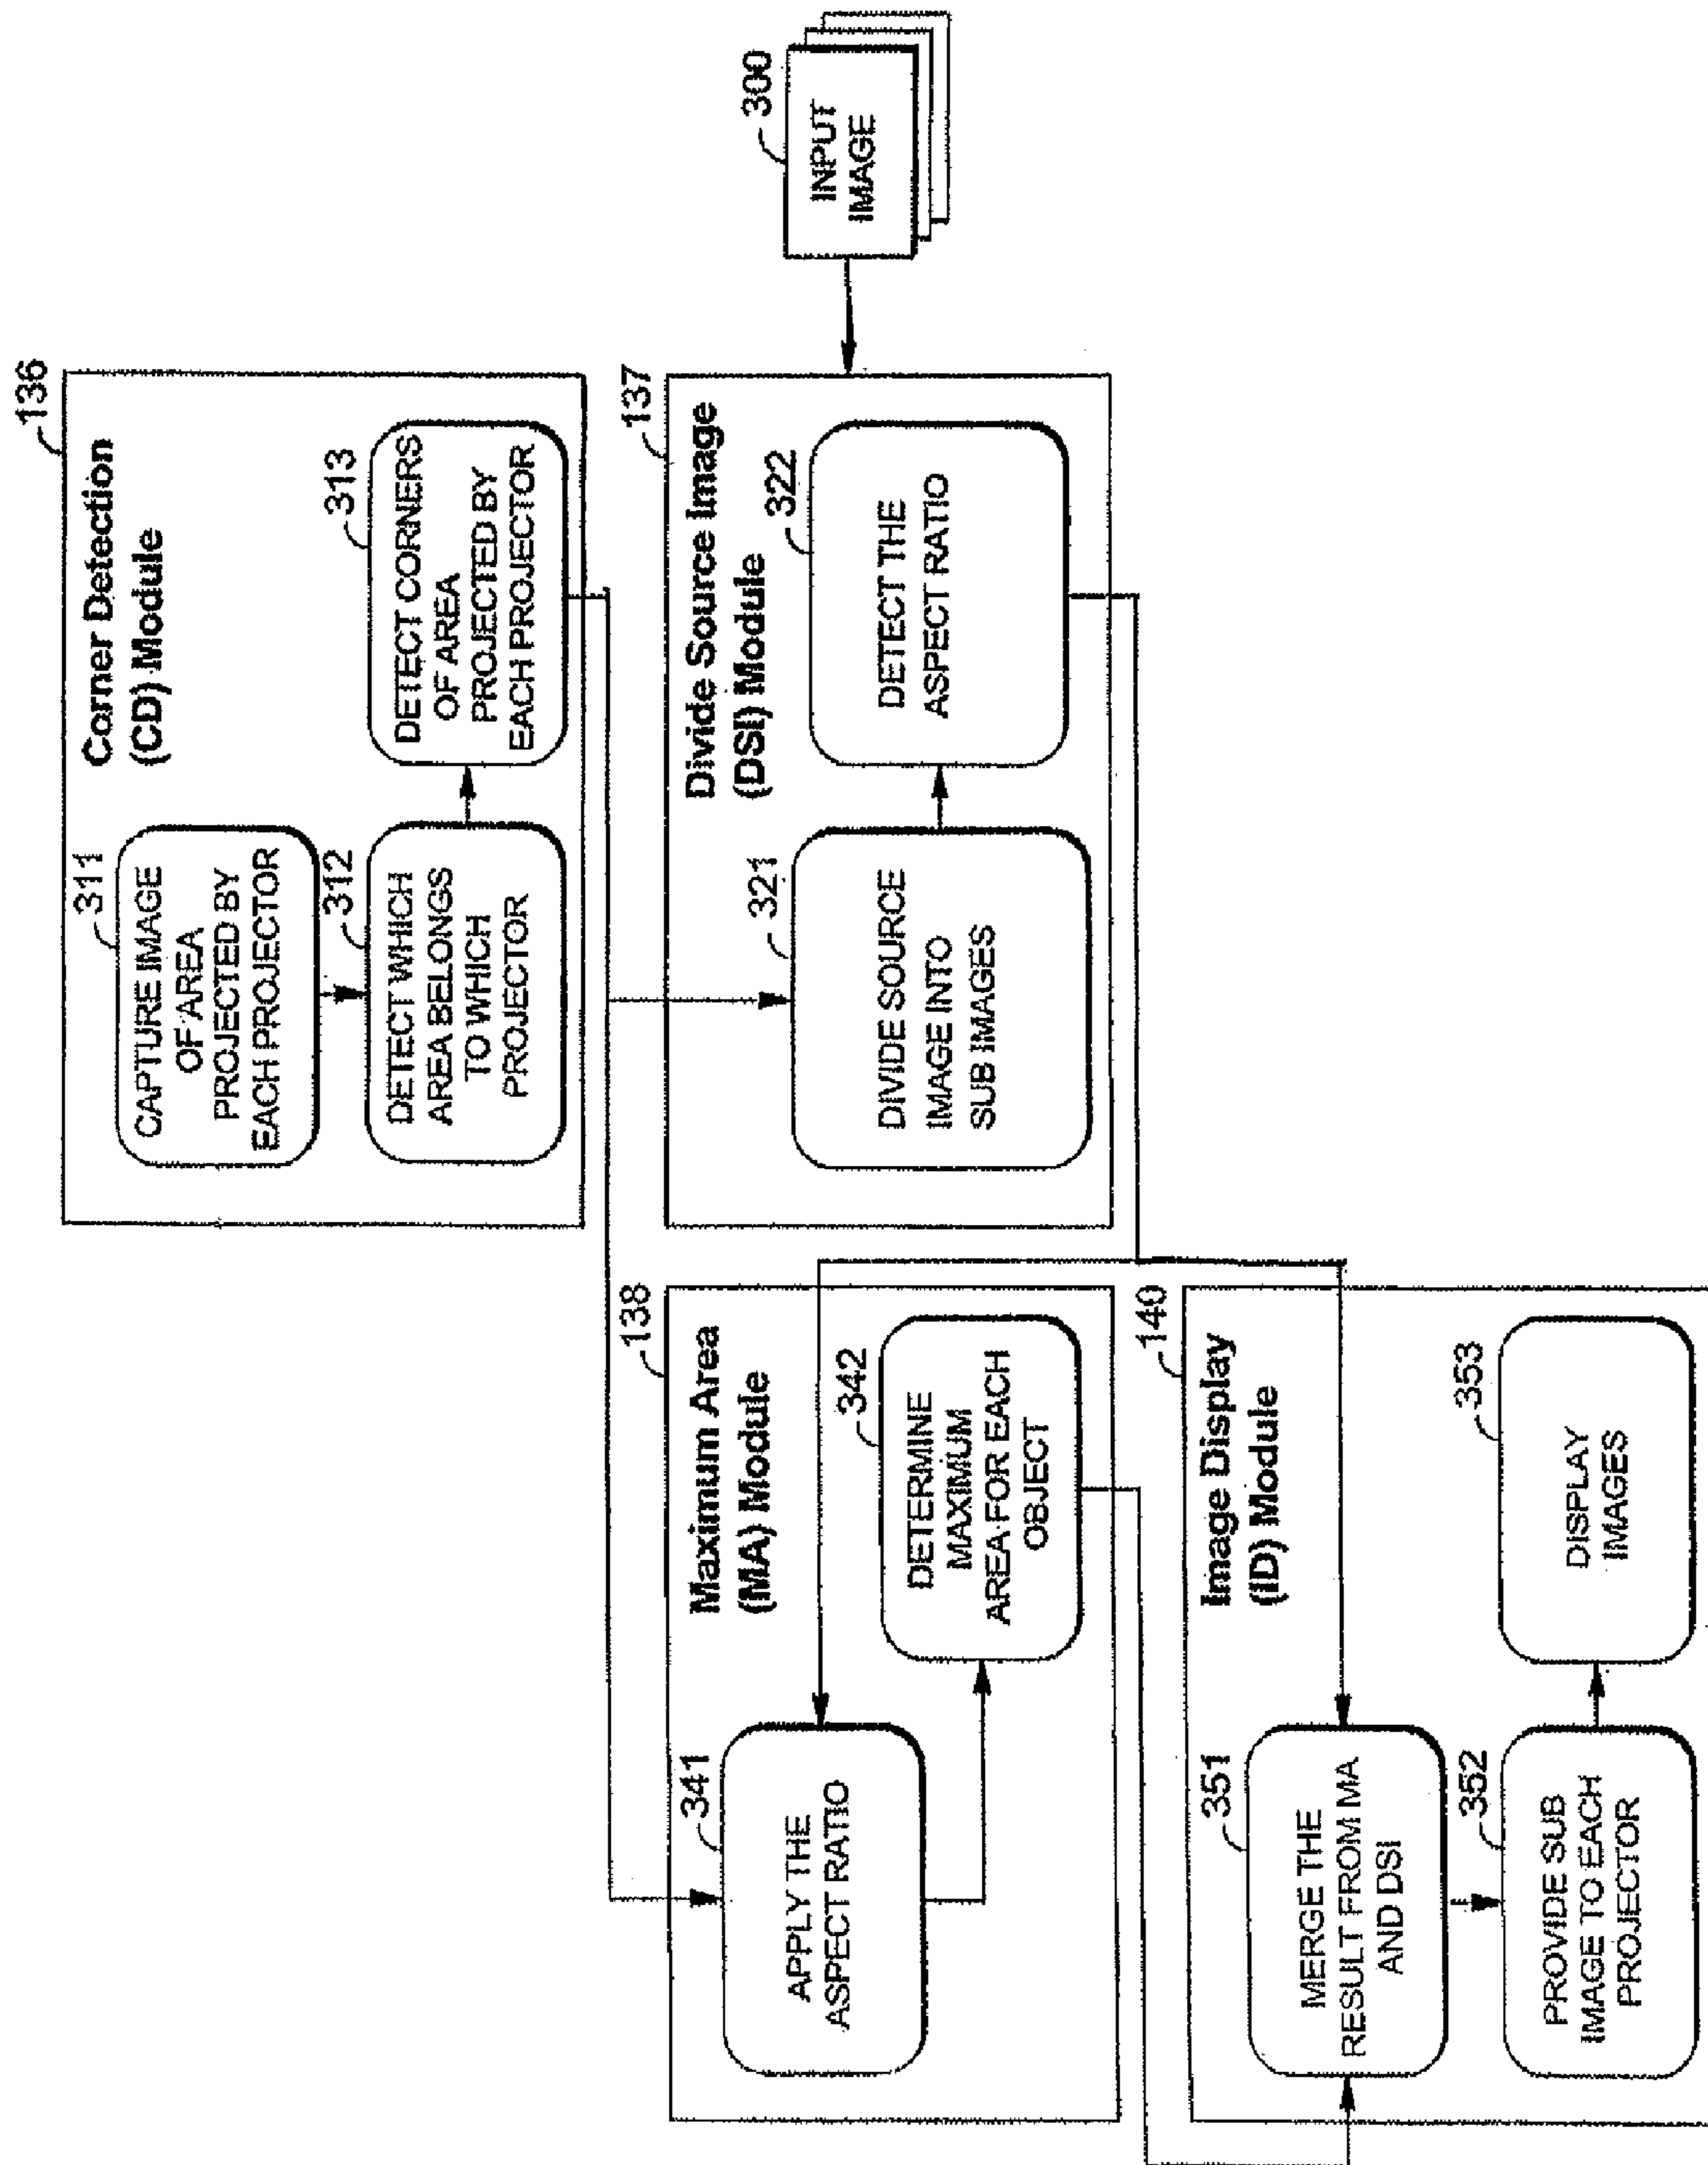 136
Corner Detection
(CD) Module
311
CAPTURE IMAGE
OF AREA
PROJECTED BY
EACH PROJECTOR
312
DETECT WHICH
AREA BELONGS
TO WHICH
PROJECTOR
313
DETECT CORNERS
OF AREA
PROJECTED BY
EACH PROJECTOR
138
Maximum Area
(MA) Module
341
APPLY THE
ASPECT RATIO
342
DETERMINE
MAXIMUM
AREA FOR EACH
OBJECT
137
Divide Source Image
(DSI) Module
321
DIVIDE SOURCE
IMAGE INTO
SUB IMAGES
322
DETECT THE
ASPECT RATIO
300
INPUT
IMAGE
140
Image Display
(ID) Module
351
MERGE THE
RESULT FROM MA
AND DSI
352
PROVIDE SUB
IMAGE TO EACH
PROJECTOR
353
DISPLAY
IMAGES